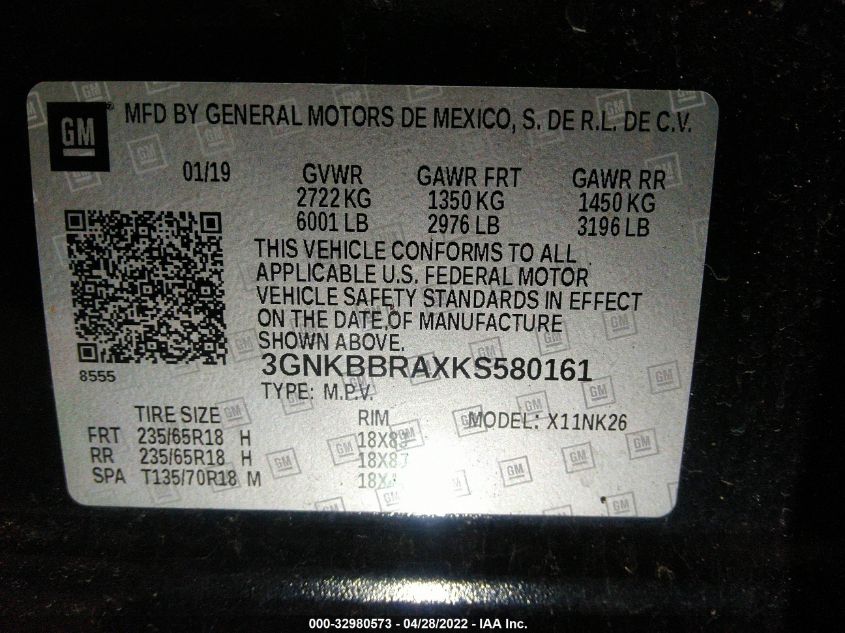 GM
MFD BY GENERAL MOTORS DE MEXICO, S. DE R.L. DE C.V.
01/19 GVWR GAWR FRT GAWR RR
2722 KG 1350 KG 1450 KG
6001 LB 2976 LB 3196 LB
THIS VEHICLE CONFORMS TO ALL
APPLICABLE U.S. FEDERAL MOTOR
VEHICLE SAFETY STANDARDS IN EFFECT
ON THE DATE OF MANUFACTURE
SHOWN ABOVE.
3GNKBBRAXKS580161
8555
TYPE: M.P.V.
TIRE SIZE RIM MODEL: X11NK26
FRT 235/65R18 H 18X8J
RR 235/65R18 H 18X8J
SPA T135/70R18 M
000-32980573 - 04/28/2022 - IAA Inc.